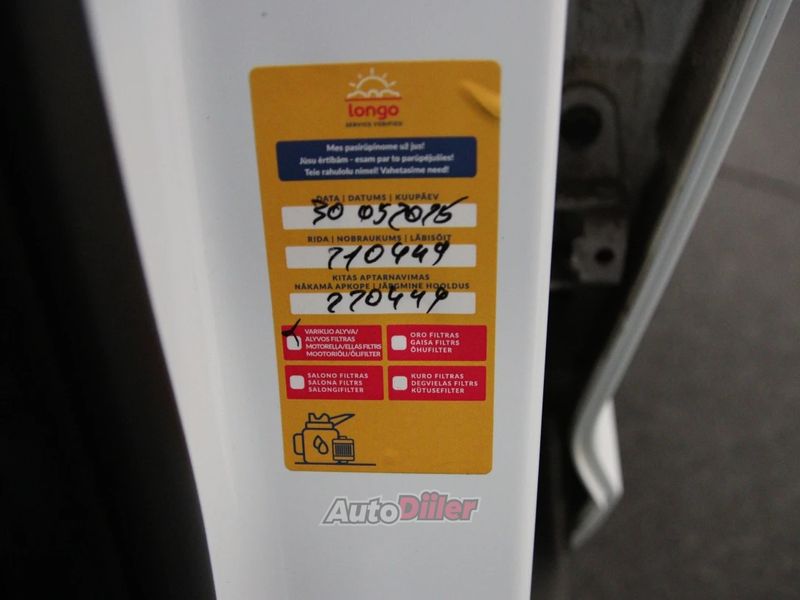 longo
SERVICE VERIFIED
Mes pasirūpinome už jus!
Jūsu ērtībām - esam par to parūpējušies!
Teie rahulolu nimel! Vahetasime need!
DATA | DATUMS | KUUPÄEV
30 05 2025
RIDA | NOBRAUKUMS | LÄBISÕIT
210449
KITAS APTARNAVIMAS
NĀKAMĀ APKOPE | JÄRGMINE HOOLDUS
220449
VARIKLIO ALYVA/
ALYVOS FILTRAS
MOTOREĻĻA/EĻĻAS FILTRS
MOOTORIÕLI/ÕLIFILTER
ORO FILTRAS
GAISA FILTRS
ÕHUFILTER
SALONO FILTRAS
SALONA FILTRS
SALONGIFILTER
KURO FILTRAS
DEGVIELAS FILTRS
KÜTUSEFILTER
AutoDiiler